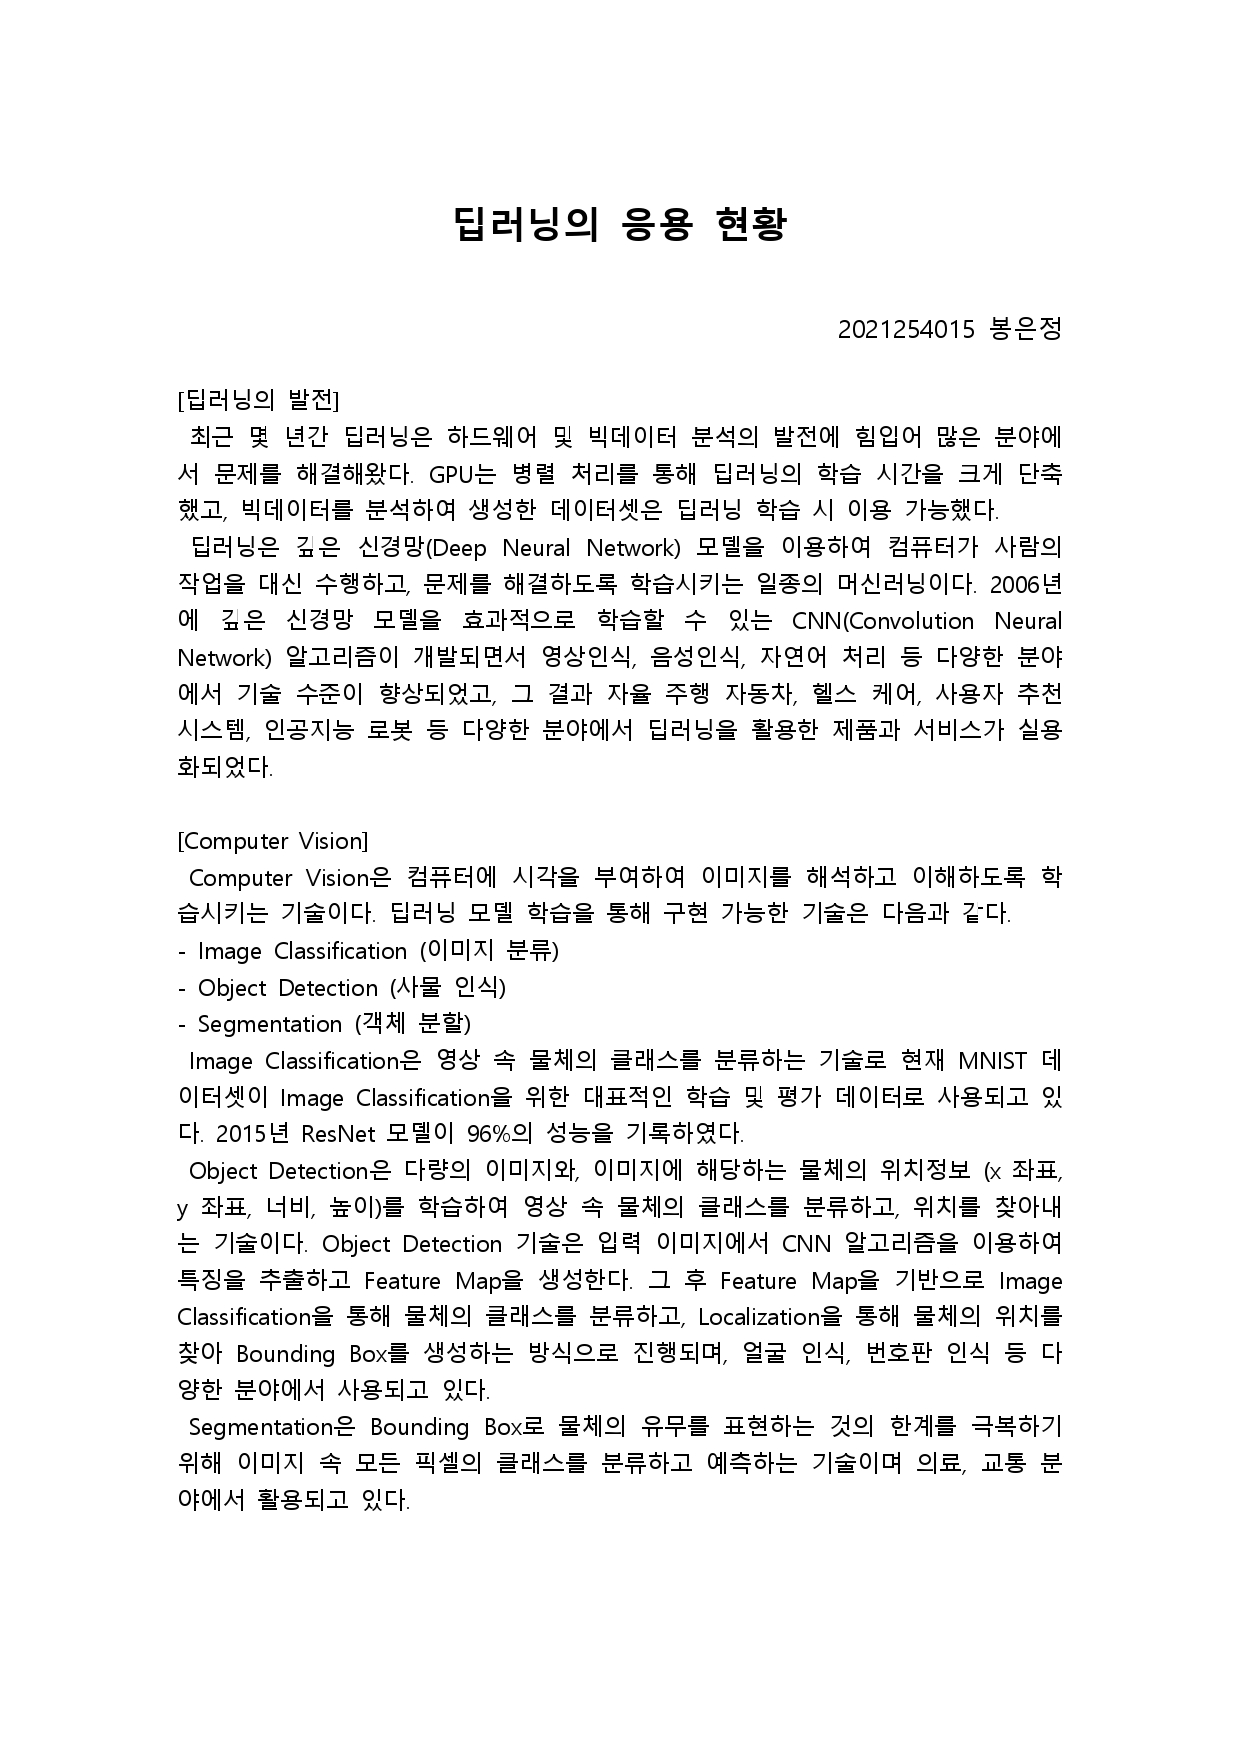 딥러닝의 응용 현황
2021254015 봉은정
[딥러닝의 발전]
최근 몇 년간 딥러닝은 하드웨어 및 빅데이터 분석의 발전에 힘입어 많은 분야에
서 문제를 해결해왔다. GPU는 병렬 처리를 통해 딥러닝의 학습 시간을 크게 단축
했고, 빅데이터를 분석하여 생성한 데이터셋은 딥러닝 학습 시 이용 가능했다.
딥러닝은 깊은 신경망(Deep Neural Network) 모델을 이용하여 컴퓨터가 사람의
작업을 대신 수행하고, 문제를 해결하도록 학습시키는 일종의 머신러닝이다. 2006년
에 깊은 신경망 모델을 효과적으로 학습할 수 있는 CNN(Convolution Neural
Network) 알고리즘이 개발되면서 영상인식, 음성인식, 자연어 처리 등 다양한 분야
에서 기술 수준이 향상되었고, 그 결과 자율 주행 자동차, 헬스 케어, 사용자 추천
시스템, 인공지능 로봇 등 다양한 분야에서 딥러닝을 활용한 제품과 서비스가 실용
화되었다.
[Computer Vision]
Computer Vision은 컴퓨터에 시각을 부여하여 이미지를 해석하고 이해하도록 학
습시키는 기술이다. 딥러닝 모델 학습을 통해 구현 가능한 기술은 다음과 같다.
- Image Classification (이미지 분류)
- Object Detection (사물 인식)
- Segmentation (객체 분할)
Image Classification은 영상 속 물체의 클래스를 분류하는 기술로 현재 MNIST 데
이터셋이 Image Classification을 위한 대표적인 학습 및 평가 데이터로 사용되고 있
다. 2015년 ResNet 모델이 96%의 성능을 기록하였다.
Object Detection은 다량의 이미지와, 이미지에 해당하는 물체의 위치정보 (x 좌표,
y 좌표, 너비, 높이)를 학습하여 영상 속 물체의 클래스를 분류하고, 위치를 찾아내
는 기술이다. Object Detection 기술은 입력 이미지에서 CNN 알고리즘을 이용하여
특징을 추출하고 Feature Map을 생성한다. 그 후 Feature Map을 기반으로 Image
Classification을 통해 물체의 클래스를 분류하고, Localization을 통해 물체의 위치를
찾아 Bounding Box를 생성하는 방식으로 진행되며, 얼굴 인식, 번호판 인식 등 다
양한 분야에서 사용되고 있다.
Segmentation은 Bounding Box로 물체의 유무를 표현하는 것의 한계를 극복하기
위해 이미지 속 모든 픽셀의 클래스를 분류하고 예측하는 기술이며 의료, 교통 분
야에서 활용되고 있다.